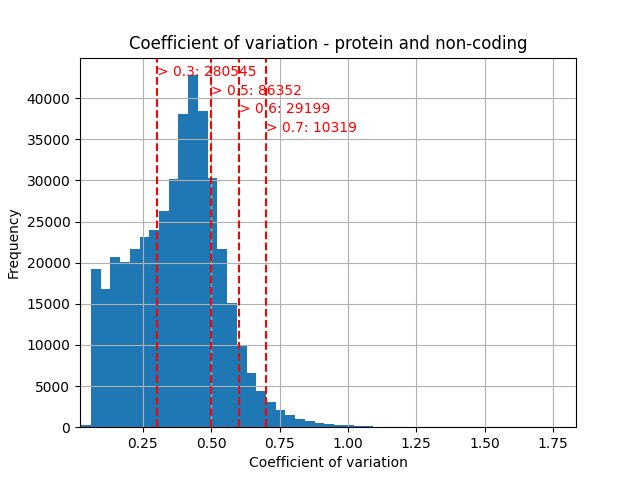 Coefficient of variation - protein and non-coding
> 0.3: 280545
> 0.5: 86352
> 0.6: 29199
> 0.7: 10319
40000
35000
30000
25000
20000
15000
10000
5000
0
Frequency
0.25 0.50 0.75 1.00 1.25 1.50 1.75
Coefficient of variation